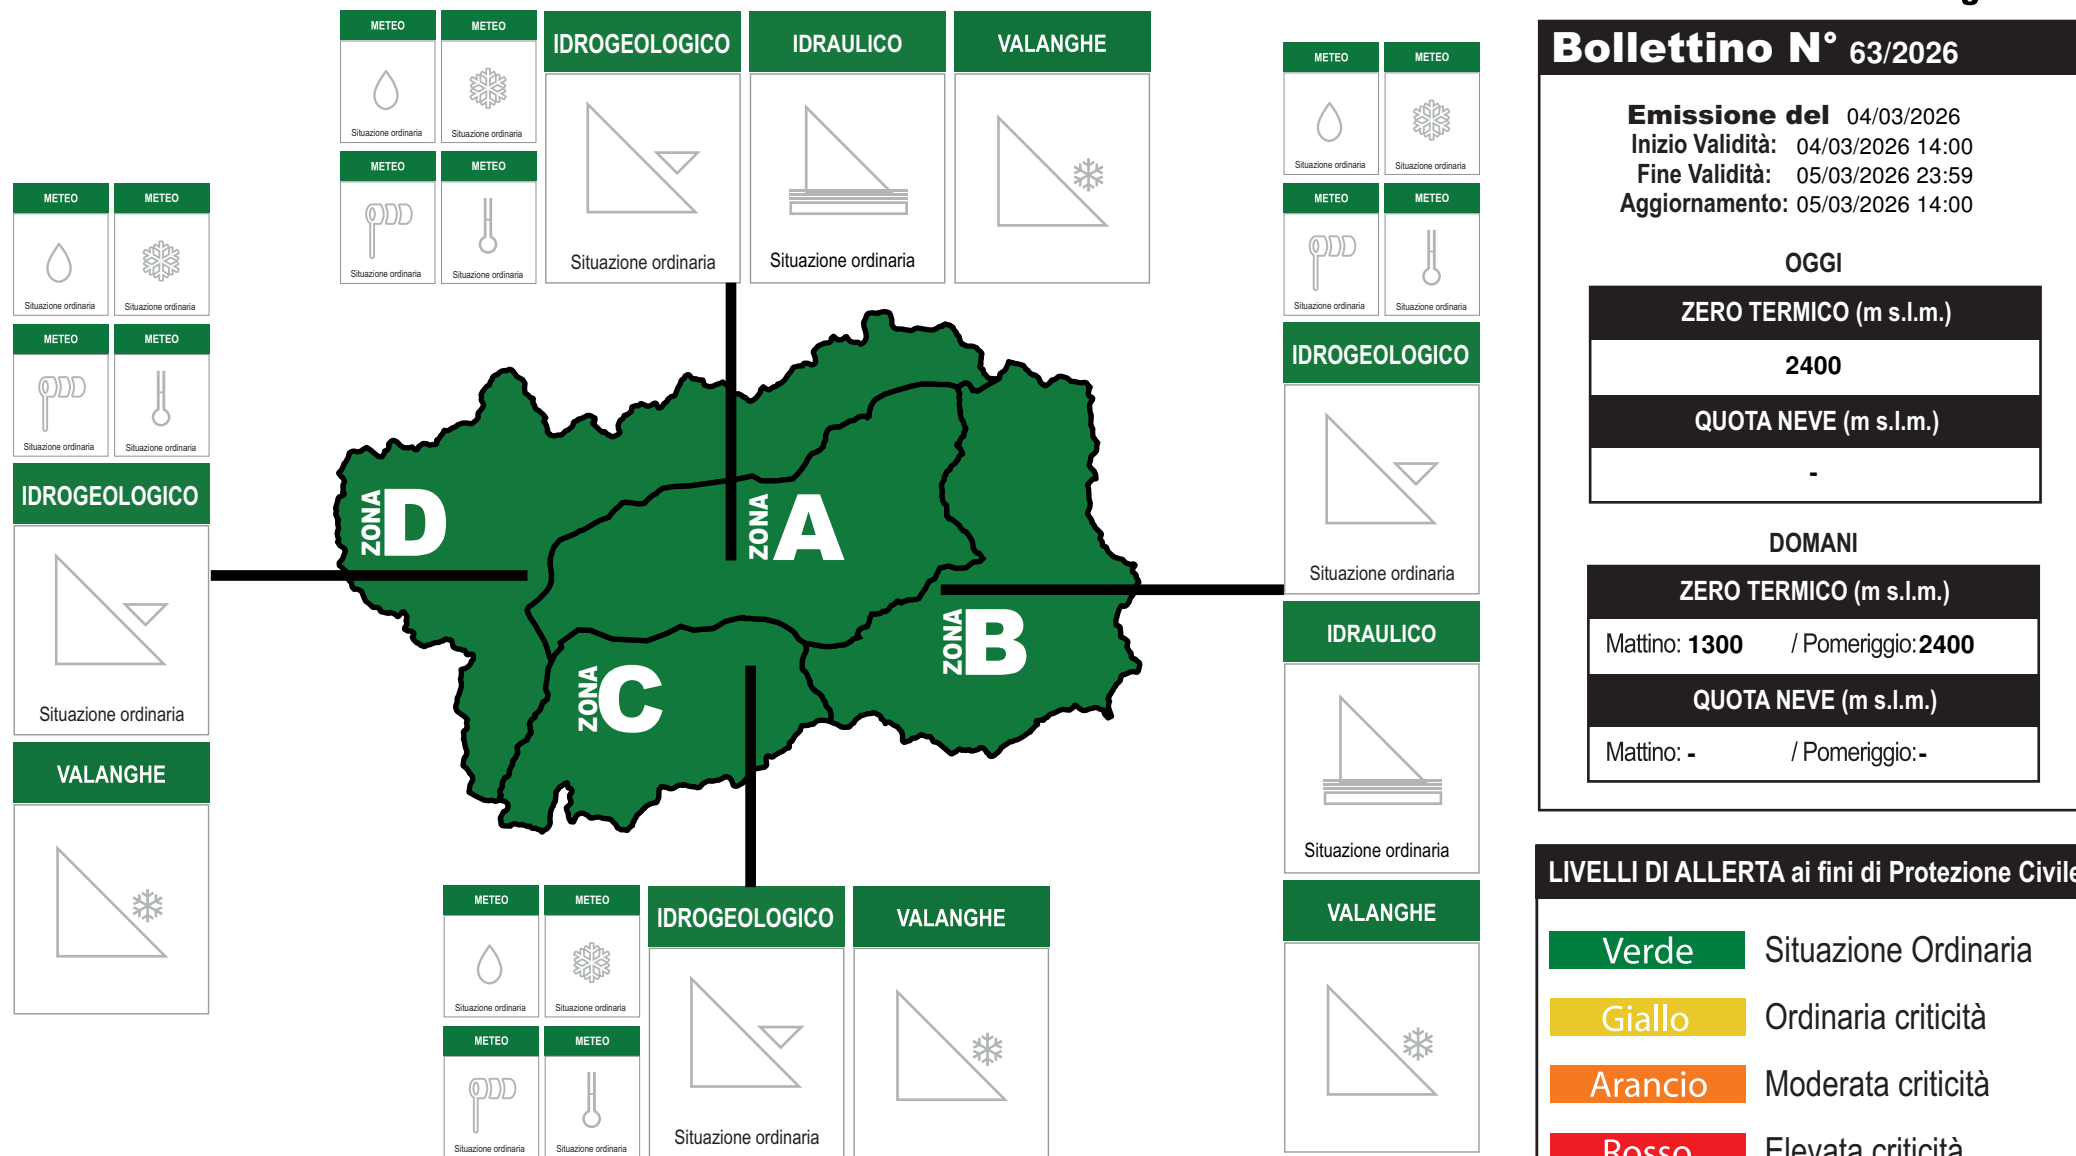 METEO
METEO
Situazione ordinaria
Situazione ordinaria
METEO
METEO
Situazione ordinaria
Situazione ordinaria
IDROGEOLOGICO
Situazione ordinaria
IDRAULICO
Situazione ordinaria
VALANGHE
METEO
METEO
Situazione ordinaria
Situazione ordinaria
METEO
METEO
Situazione ordinaria
Situazione ordinaria
IDROGEOLOGICO
Situazione ordinaria
VALANGHE
ZONA D
ZONA A
ZONA B
ZONA C
METEO
METEO
Situazione ordinaria
Situazione ordinaria
METEO
METEO
Situazione ordinaria
Situazione ordinaria
IDROGEOLOGICO
Situazione ordinaria
VALANGHE
METEO
METEO
Situazione ordinaria
Situazione ordinaria
METEO
METEO
Situazione ordinaria
Situazione ordinaria
IDROGEOLOGICO
Situazione ordinaria
IDRAULICO
Situazione ordinaria
VALANGHE
Bollettino N° 63/2026
Emissione del 04/03/2026
Inizio Validità: 04/03/2026 14:00
Fine Validità: 05/03/2026 23:59
Aggiornamento: 05/03/2026 14:00
OGGI
ZERO TERMICO (m s.l.m.)
2400
QUOTA NEVE (m s.l.m.)
-
DOMANI
ZERO TERMICO (m s.l.m.)
Mattino: 1300 / Pomeriggio: 2400
QUOTA NEVE (m s.l.m.)
Mattino: - / Pomeriggio: -
LIVELLI DI ALLERTA ai fini di Protezione Civile
Verde Situazione Ordinaria
Giallo Ordinaria criticità
Arancio Moderata criticità
Rosso Elevata criticità